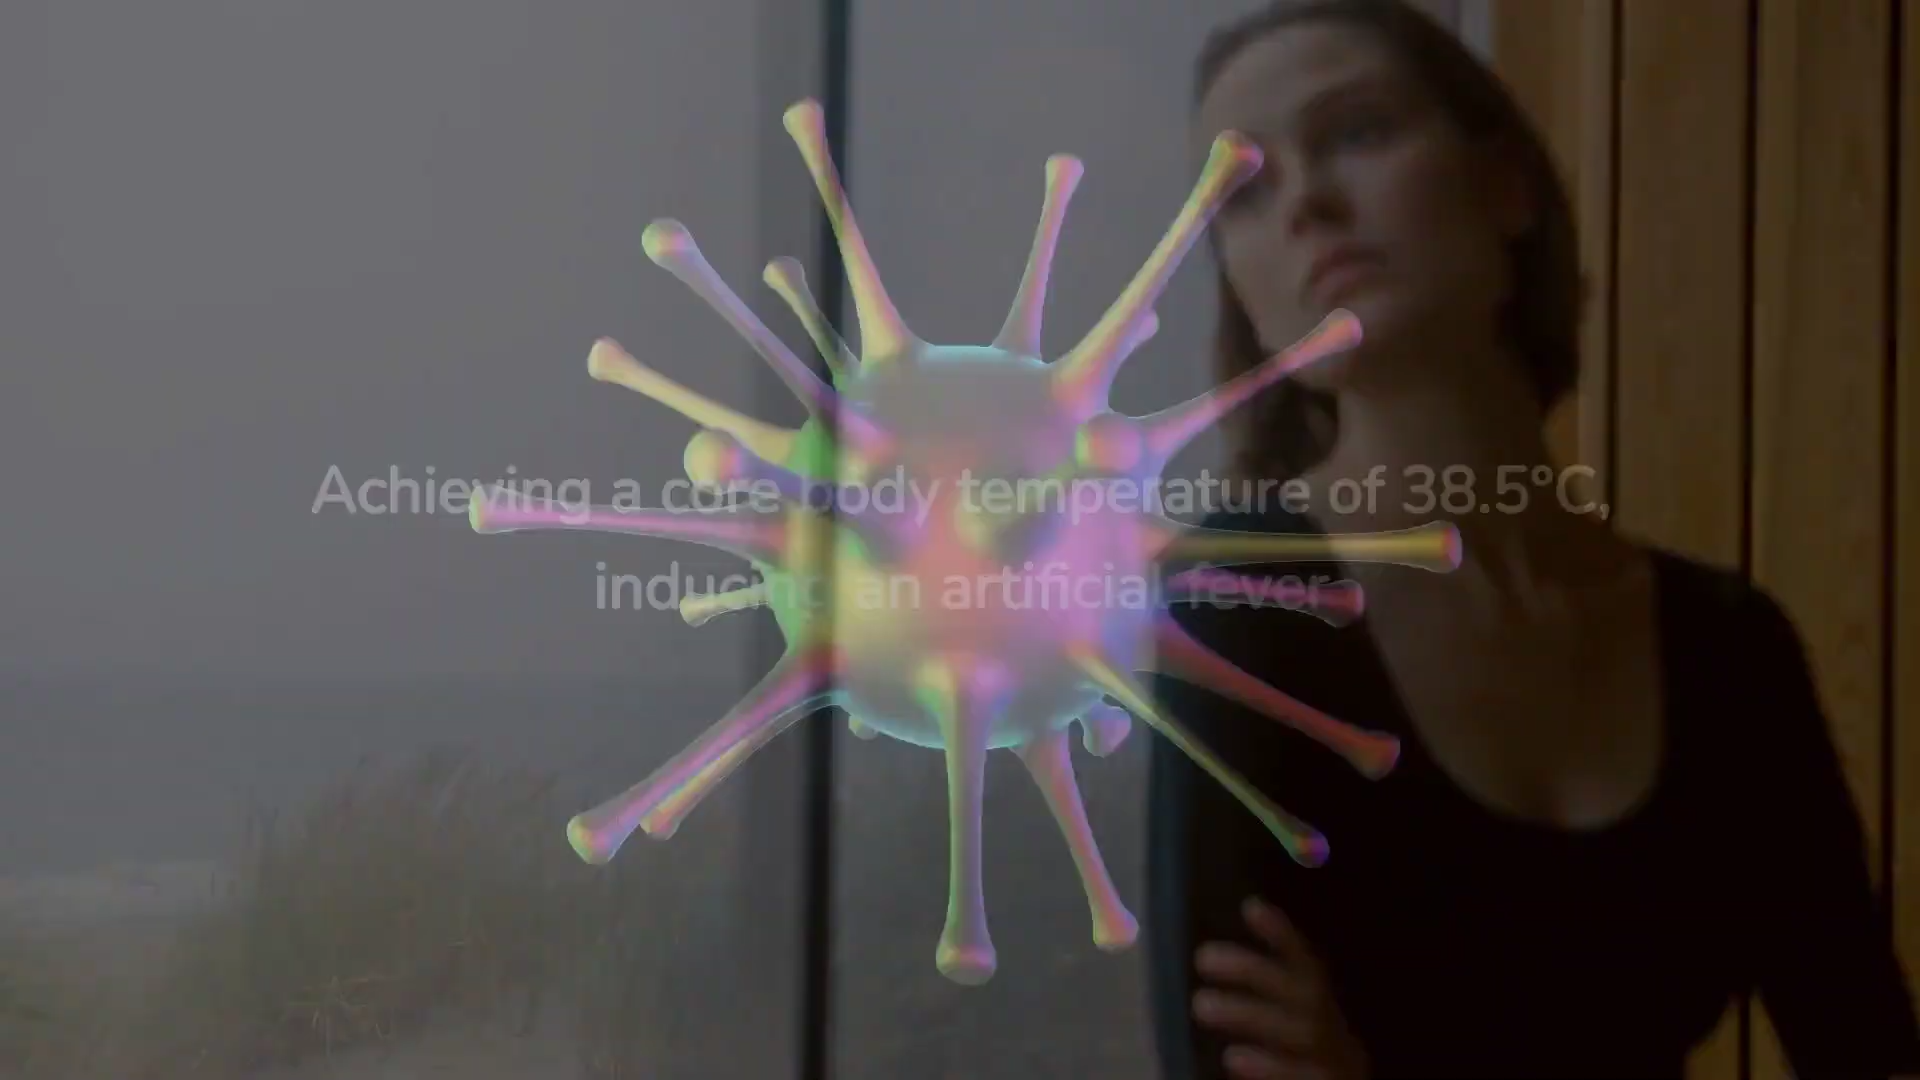 Achieving a core body temperature of 38.5°C,
inducing an artificial fever